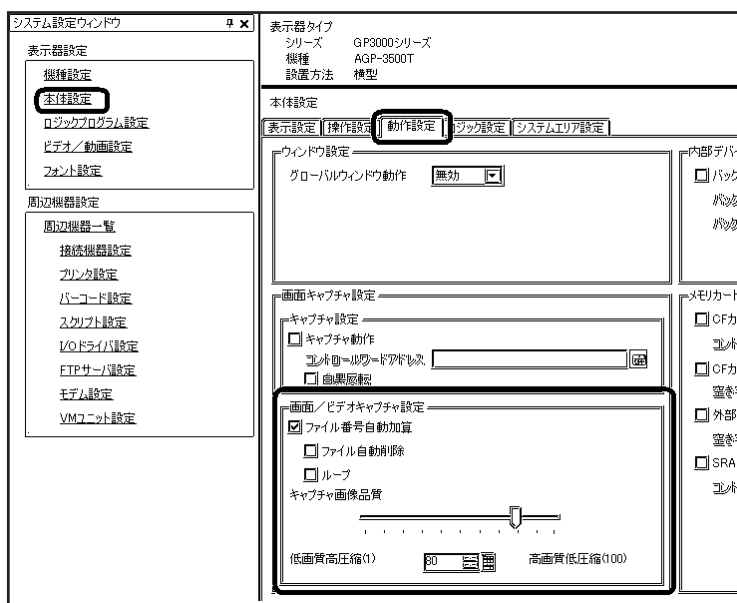 システム設定ウィンドウ
表示器設定
機種設定
本体設定
ロジックプログラム設定
ビデオ／動画設定
フォント設定
周辺機器設定
周辺機器一覧
接続機器設定
プリンタ設定
バーコード設定
スクリプト設定
I/Oドライバ設定
FTPサーバ設定
モデム設定
VMユニット設定
表示器タイプ
シリーズ GP3000シリーズ
機種 AGP-3500T
設置方法 横型
本体設定
表示設定 操作設定 動作設定 ロジック設定 システムエリア設定
ウィンドウ設定
グローバルウィンドウ動作 無効
画面キャプチャ設定
キャプチャ設定
キャプチャ動作
コントロールワードアドレス
白黒反転
画面／ビデオキャプチャ設定
ファイル番号自動加算
ファイル自動削除
ループ
キャプチャ画像品質
低画質高圧縮(1) 80 高画質低圧縮(100)
内部デバイ
バック
バック
バック
メモリカード
CFカ
コント
CFカ
空き容
外部
空き容
SRA
コント